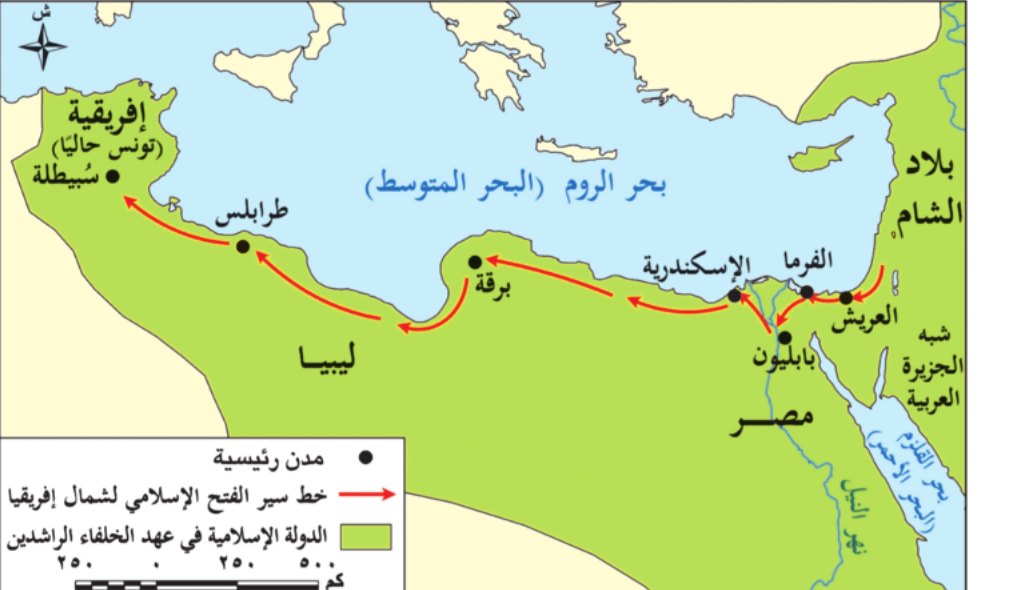 ش
إفريقية
(تونس حاليًا)
سُبيطلة
طرابلس
بحر الروم (البحر المتوسط)
برقة
ليبيا
الإسكندرية
الفرما
العريش
بابليون
مصـر
بلاد
الشام
شبه
الجزيرة
العربية
بحر القلزم
(البحر الأحمر)
نهر النيل
مدن رئيسية
خط سير الفتح الإسلامي لشمال إفريقيا
الدولة الإسلامية في عهد الخلفاء الراشدين
٢٥٠ ٠ ٢٥٠ ٥٠٠
كم